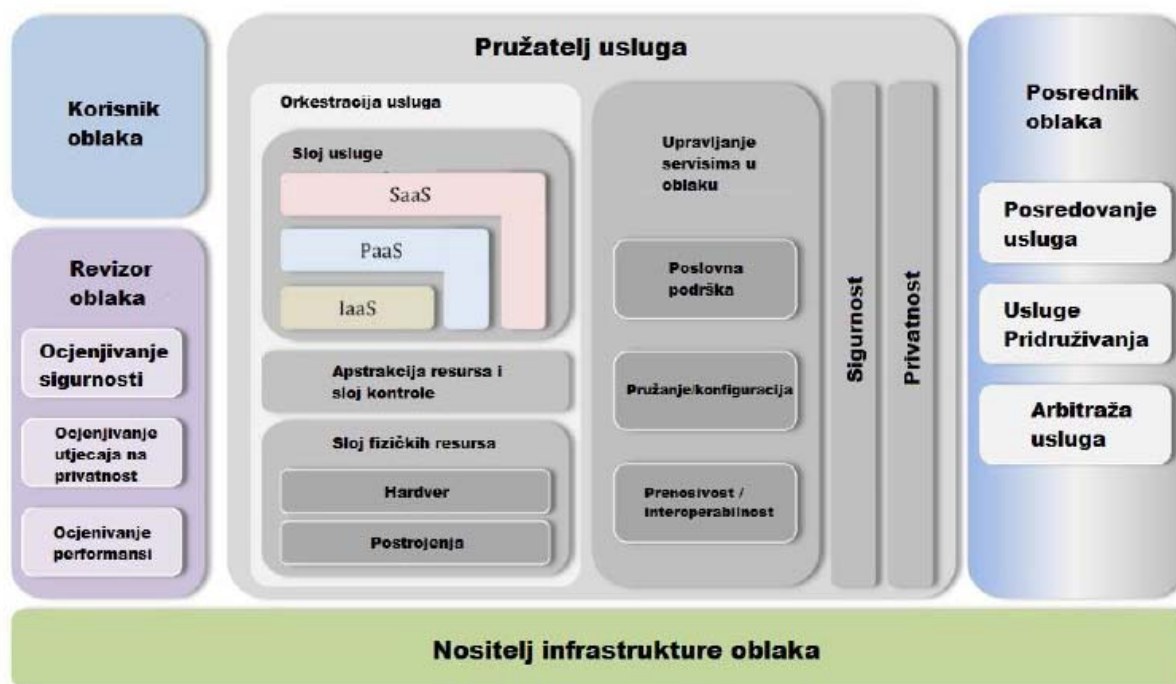 Korisnik
oblaka
Revizor
oblaka
Ocjenjivanje
sigurnosti
Ocjenjivanje
utjecaja na
privatnost
Ocjenivanje
performansi
Pružatelj usluga
Orkestracija usluga
Sloj usluge
SaaS
PaaS
IaaS
Apstrakcija resursa i
sloj kontrole
Sloj fizičkih resursa
Hardver
Postrojenja
Upravljanje
servisima u
oblaku
Poslovna
podrška
Pružanje/konfiguracija
Prenosivost /
interoperabilnost
Sigurnost
Privatnost
Posrednik
oblaka
Posredovanje
usluga
Usluge
Pridruživanja
Arbitraža
usluga
Nositelj infrastrukture oblaka